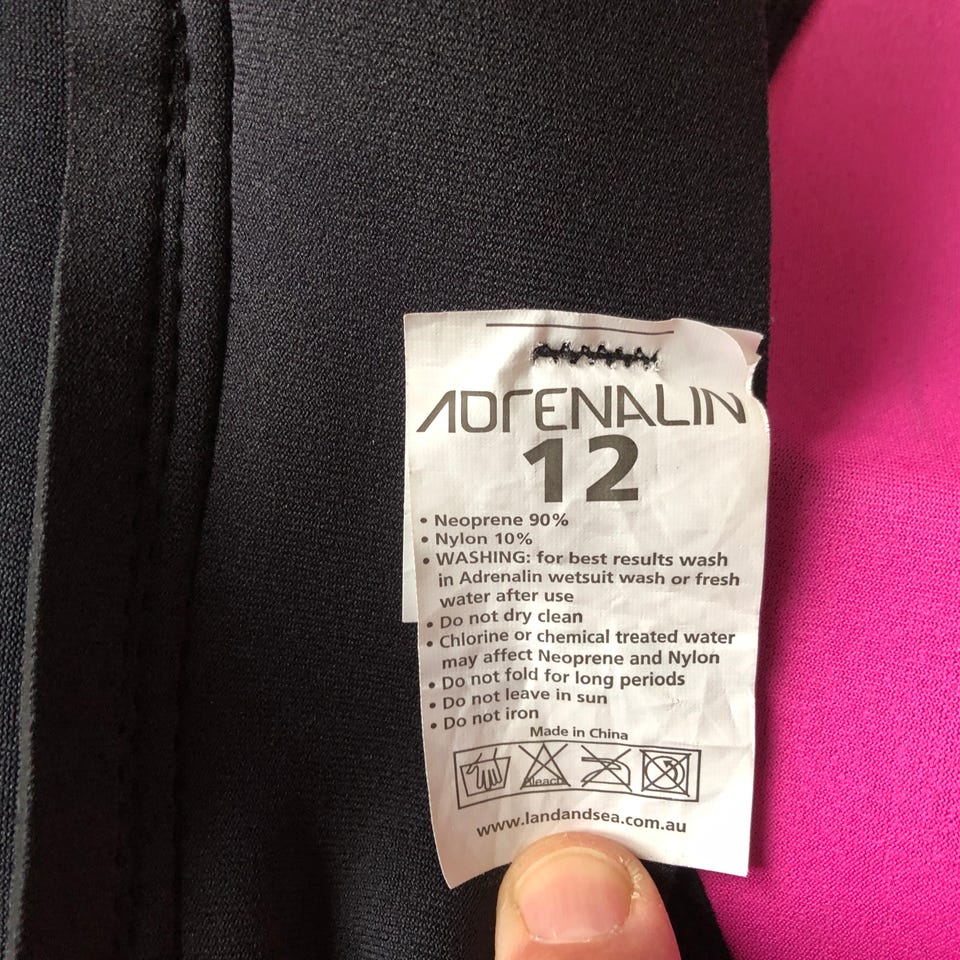 ADrENALIN
12
• Neoprene 90%
• Nylon 10%
• WASHING: for best results wash
in Adrenalin wetsuit wash or fresh
water after use
• Do not dry clean
• Chlorine or chemical treated water
may affect Neoprene and Nylon
• Do not fold for long periods
• Do not leave in sun
• Do not iron
Made in China
Bleach
www.landandsea.com.au